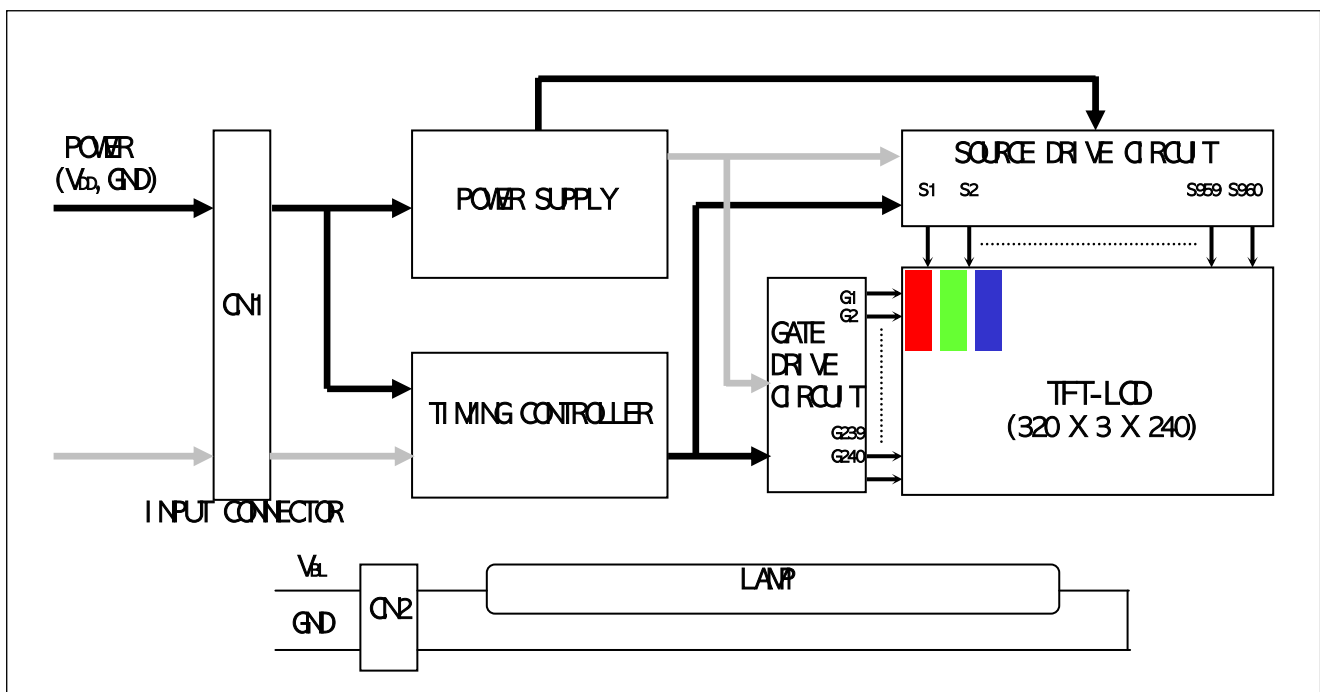 POWER
(VDD, GND)
CN1
INPUT CONNECTOR
POWER SUPPLY
TIMING CONTROLLER
SOURCE DRIVE CIRCUIT
S1 S2 S959 S960
GATE
DRIVE
CIRCUIT
G1
G2
G239
G240
TFT-LCD
(320 X 3 X 240)
VBL
GND
CN2
LAMP